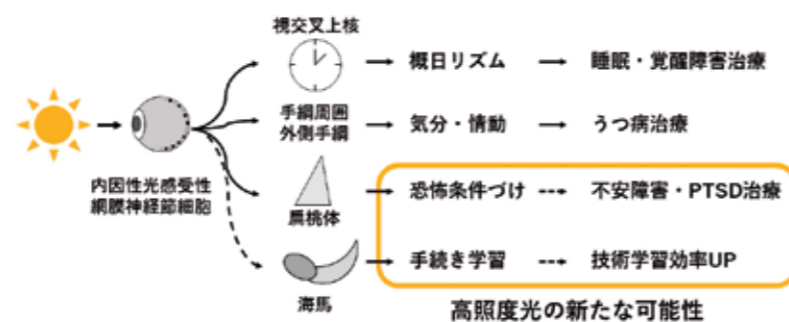 視交叉上核
概日リズム
睡眠・覚醒障害治療
手綱周囲
外側手綱
気分・情動
うつ病治療
内因性光感受性
網膜神経節細胞
扁桃体
恐怖条件づけ
不安障害・PTSD治療
海馬
手続き学習
技術学習効率UP
高照度光の新たな可能性